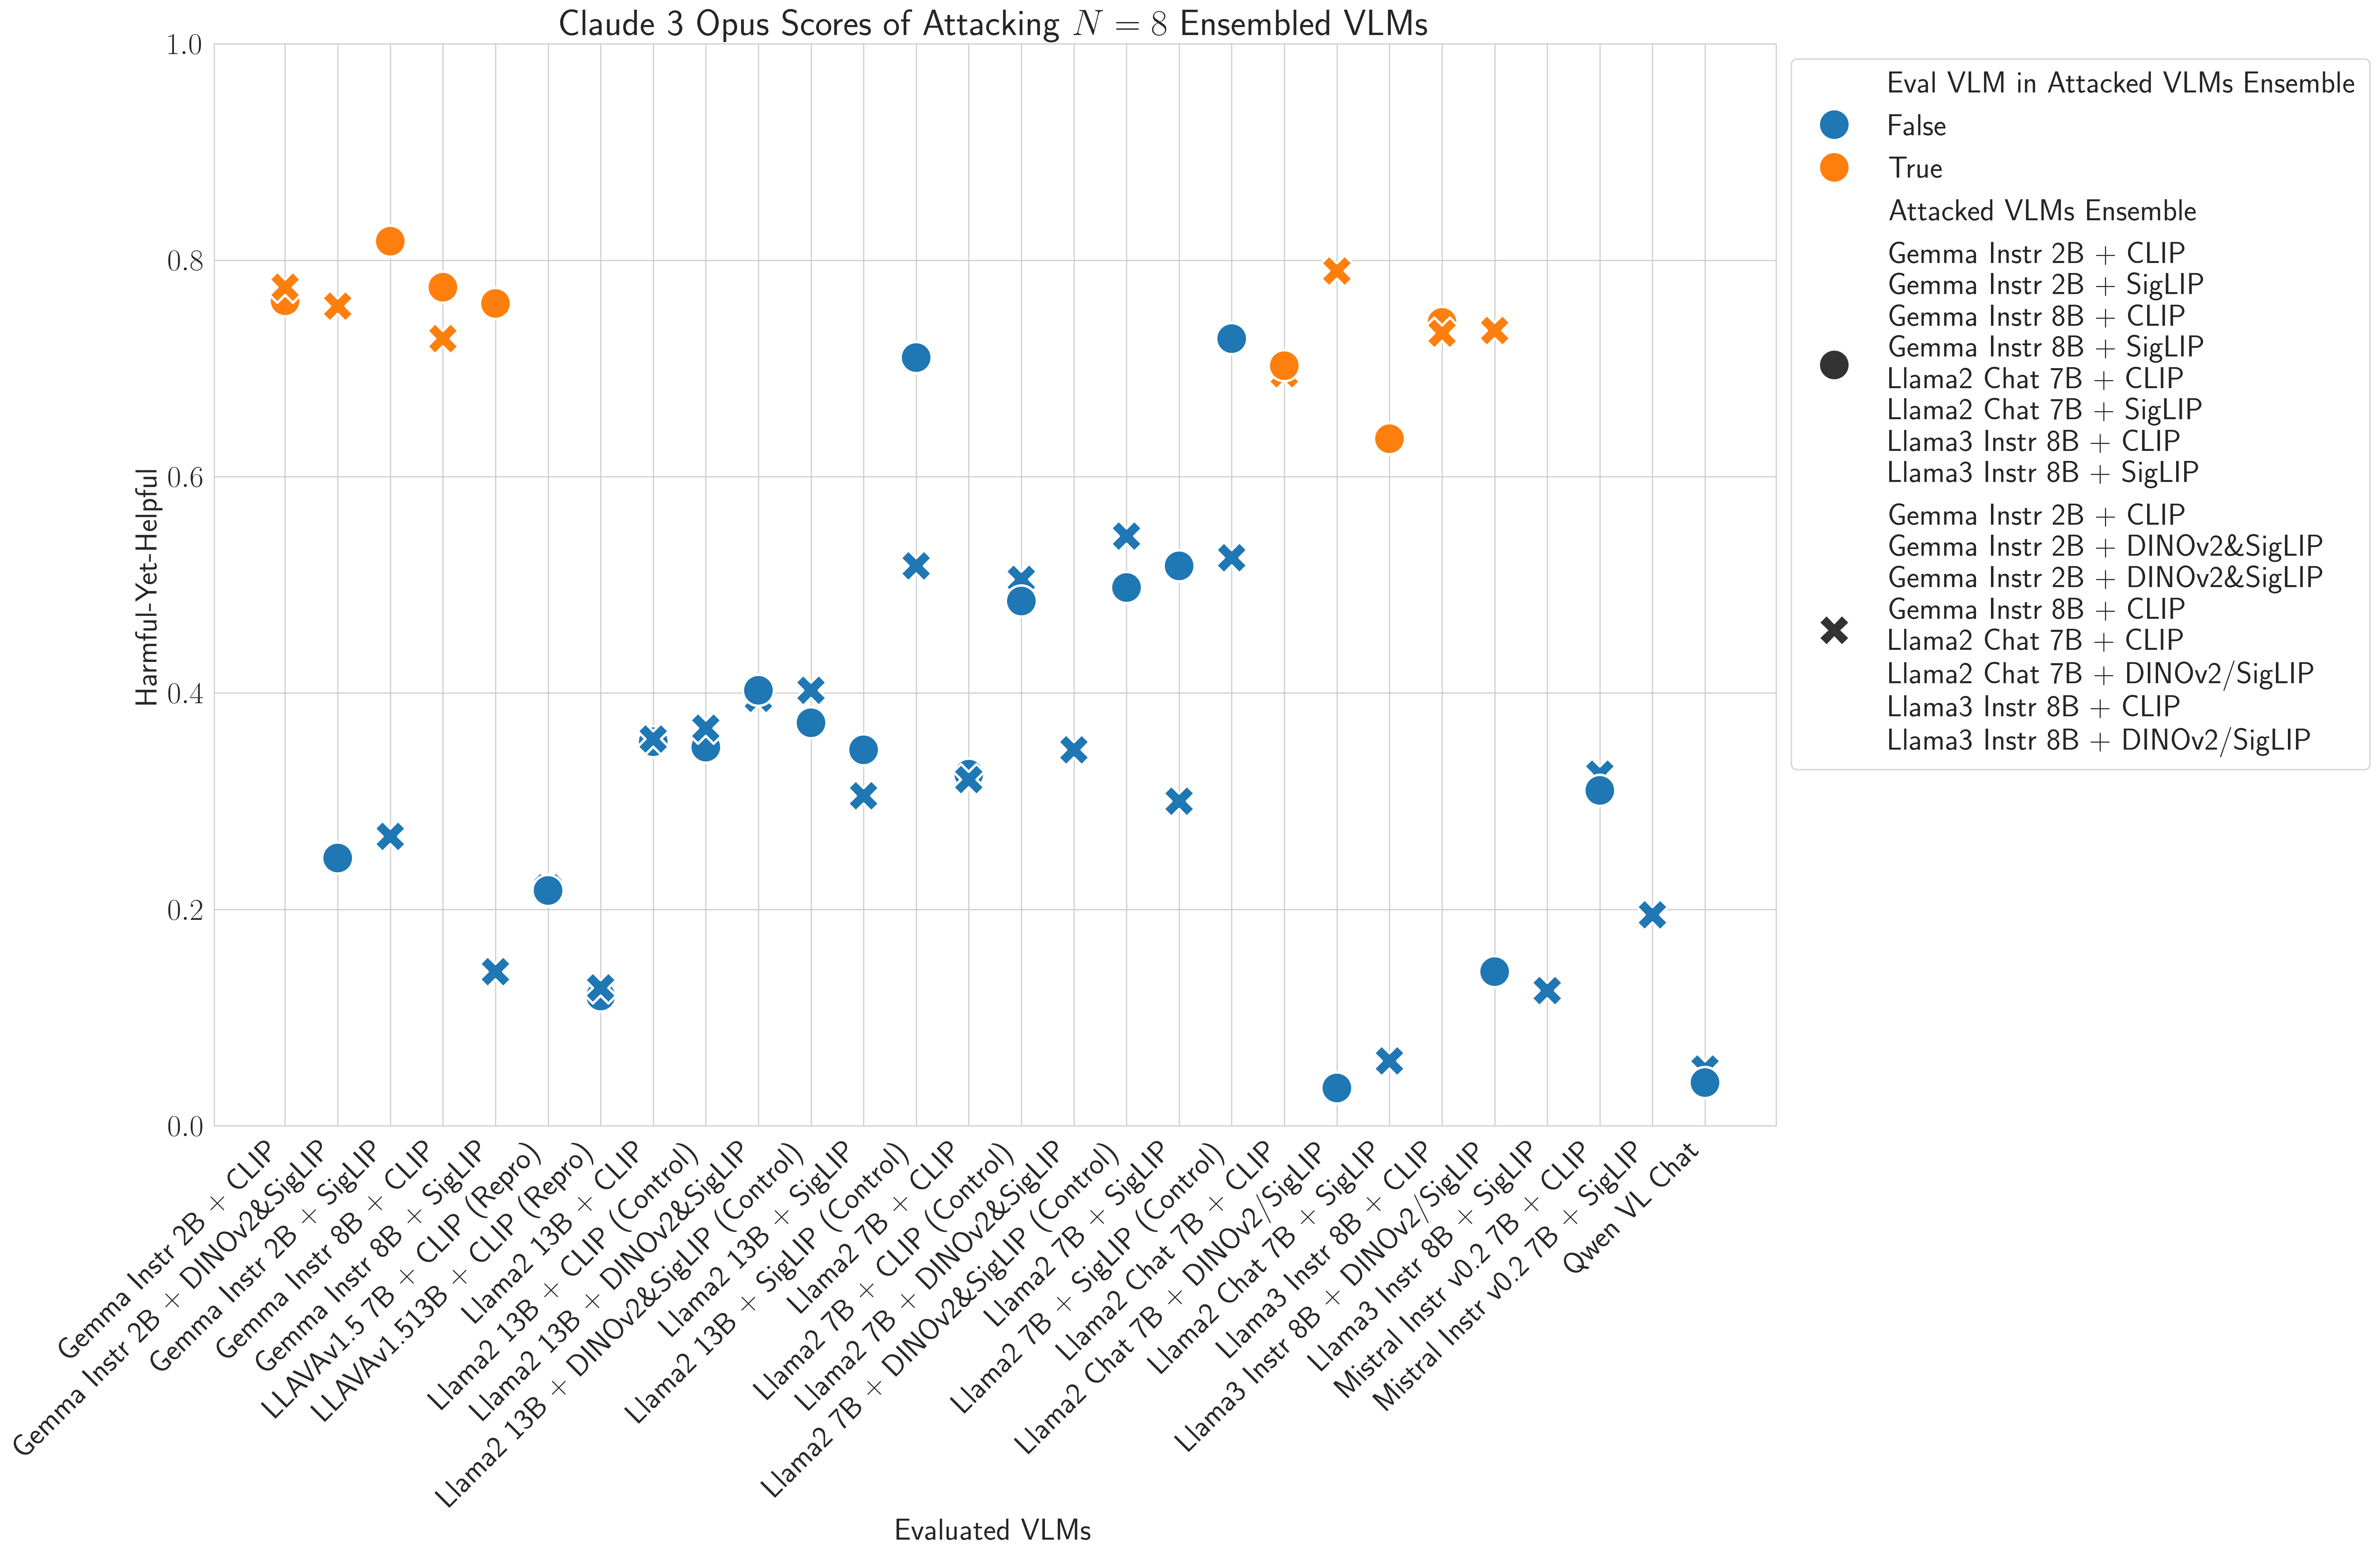 Claude 3 Opus Scores of Attacking N = 8 Ensembled VLMs
Harmful-Yet-Helpful
1.0
0.8
0.6
0.4
0.2
0.0
Gemma Instr 2B + CLIP
Gemma Instr 2B + DINOv2&SigLIP
Gemma Instr 2B + SigLIP
Gemma Instr 8B + CLIP
Gemma Instr 8B + SigLIP
LLAVAv1.5 7B + CLIP (Repro)
LLAVAv1.513B + CLIP (Repro)
Llama2 13B + CLIP
Llama2 13B + CLIP (Control)
Llama2 13B + DINOv2&SigLIP
Llama2 13B + DINOv2&SigLIP (Control)
Llama2 13B + SigLIP
Llama2 13B + SigLIP (Control)
Llama2 7B + CLIP
Llama2 7B + CLIP (Control)
Llama2 7B + DINOv2&SigLIP
Llama2 7B + DINOv2&SigLIP (Control)
Llama2 7B + SigLIP
Llama2 7B + SigLIP (Control)
Llama2 Chat 7B + CLIP
Llama2 Chat 7B + DINOv2/SigLIP
Llama2 Chat 7B + SigLIP
Llama3 Instr 8B + CLIP
Llama3 Instr 8B + DINOv2/SigLIP
Llama3 Instr 8B + SigLIP
Mistral Instr v0.2 7B + CLIP
Mistral Instr v0.2 7B + SigLIP
Qwen VL Chat
Evaluated VLMs
Eval VLM in Attacked VLMs Ensemble
False
True
Attacked VLMs Ensemble
Gemma Instr 2B + CLIP
Gemma Instr 2B + SigLIP
Gemma Instr 8B + CLIP
Gemma Instr 8B + SigLIP
Llama2 Chat 7B + CLIP
Llama2 Chat 7B + SigLIP
Llama3 Instr 8B + CLIP
Llama3 Instr 8B + SigLIP
Gemma Instr 2B + CLIP
Gemma Instr 2B + DINOv2&SigLIP
Gemma Instr 2B + DINOv2&SigLIP
Gemma Instr 8B + CLIP
Llama2 Chat 7B + CLIP
Llama2 Chat 7B + DINOv2/SigLIP
Llama3 Instr 8B + CLIP
Llama3 Instr 8B + DINOv2/SigLIP